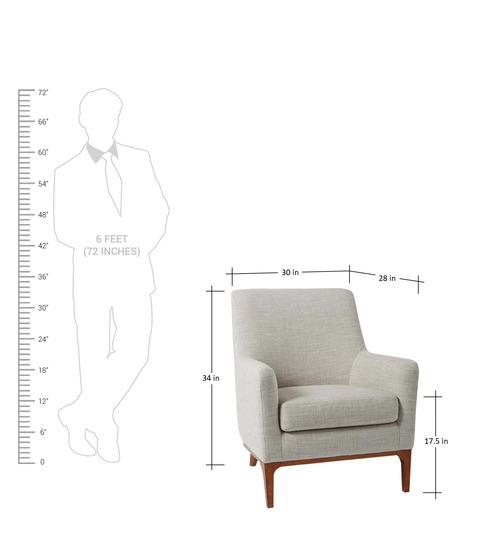 72"
66"
60"
54"
48"
42"
36"
30"
24"
18"
12"
6"
0
6 FEET
(72 INCHES)
30 in
28 in
34 in
17.5 in